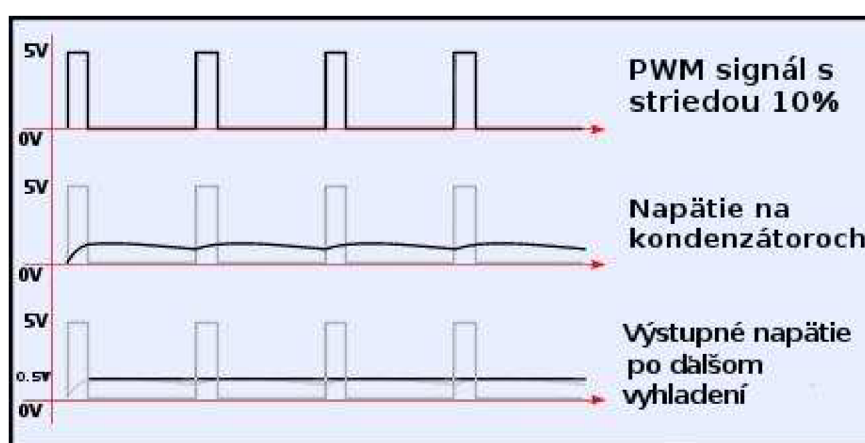 5V
PWM signál s
striedou 10%
0V
5V
Napätie na
kondenzátoroch
0V
5V
Výstupné napätie
0.5V
po ďalšom
vyhladení
0V